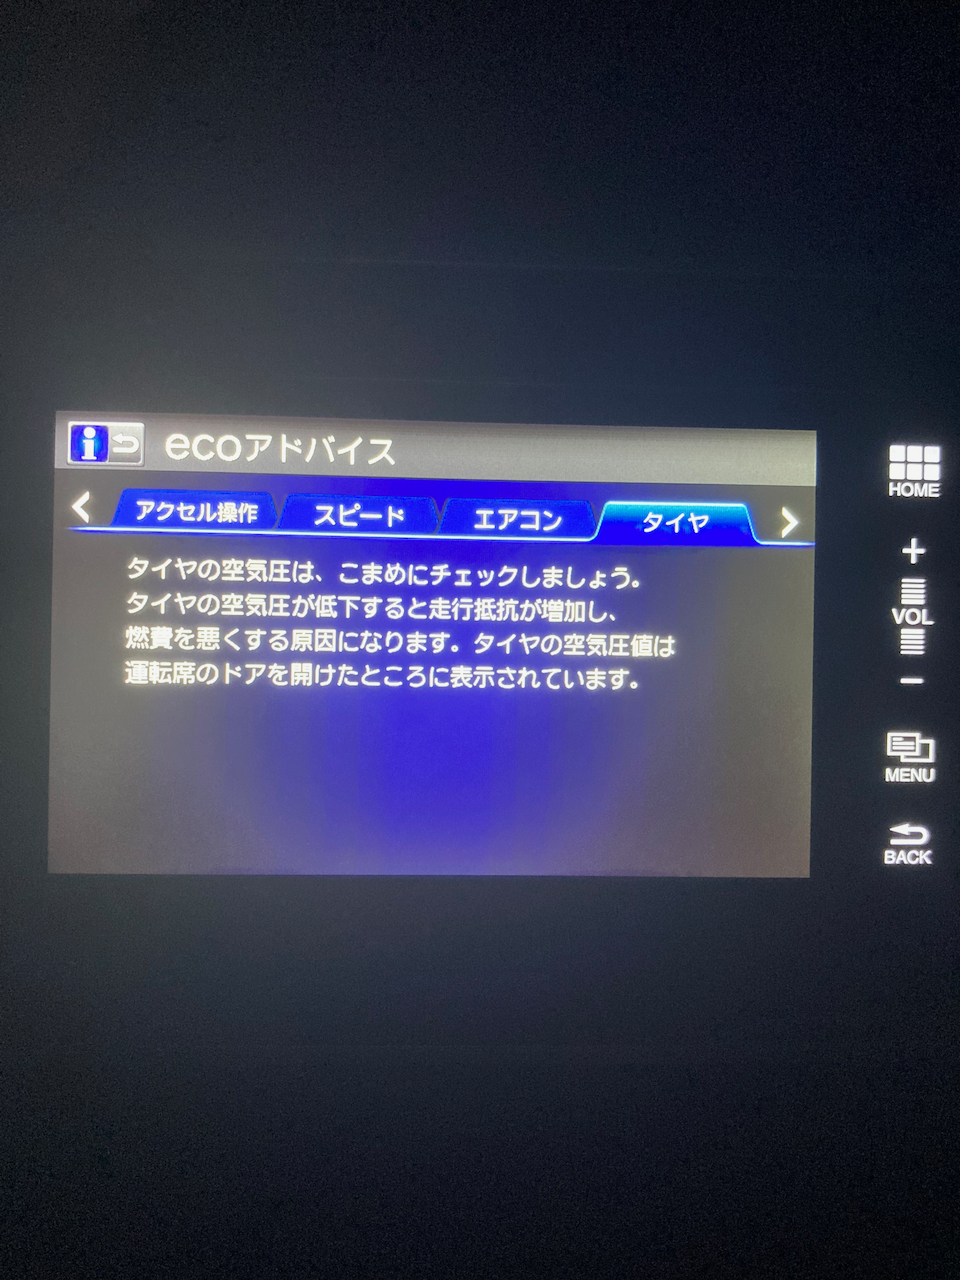 i
ecoアドバイス
アクセル操作 スピード エアコン タイヤ
タイヤの空気圧は、こまめにチェックしましょう。
タイヤの空気圧が低下すると走行抵抗が増加し、
燃費を悪くする原因になります。タイヤの空気圧値は
運転席のドアを開けたところに表示されています。
HOME
+
VOL
-
MENU
BACK